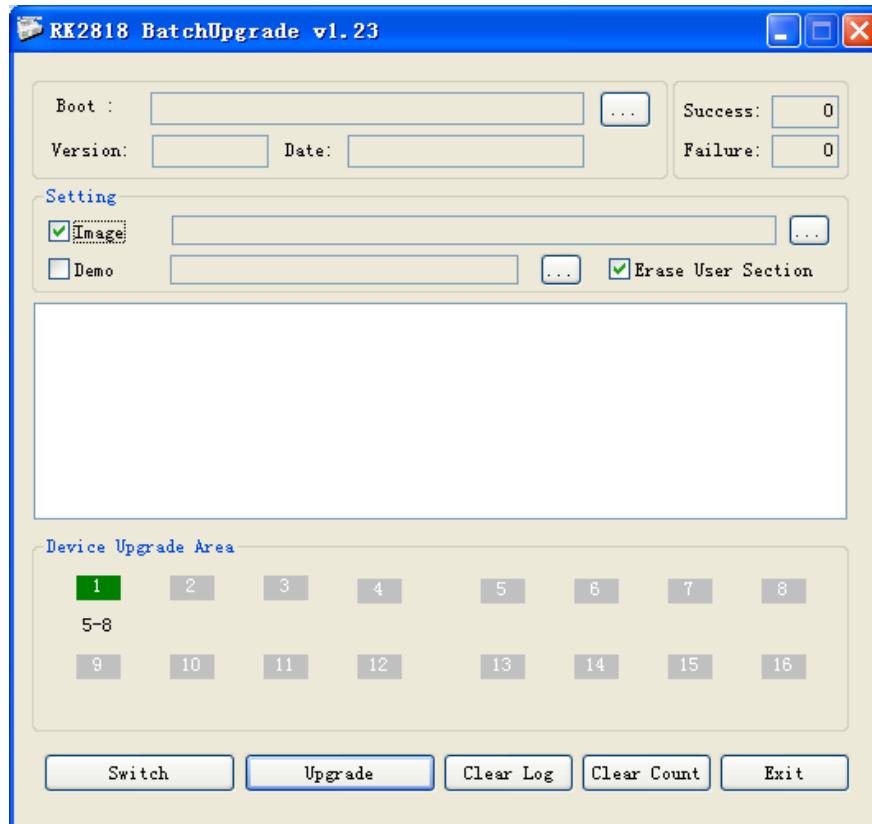 RK2818 BatchUpgrade v1.23
Boot :
...
Success: 0
Version:
Date:
Failure: 0
Setting
Image
...
Demo
...
Erase User Section
Device Upgrade Area
1 2 3 4 5 6 7 8
5-8
9 10 11 12 13 14 15 16
Switch Upgrade Clear Log Clear Count Exit